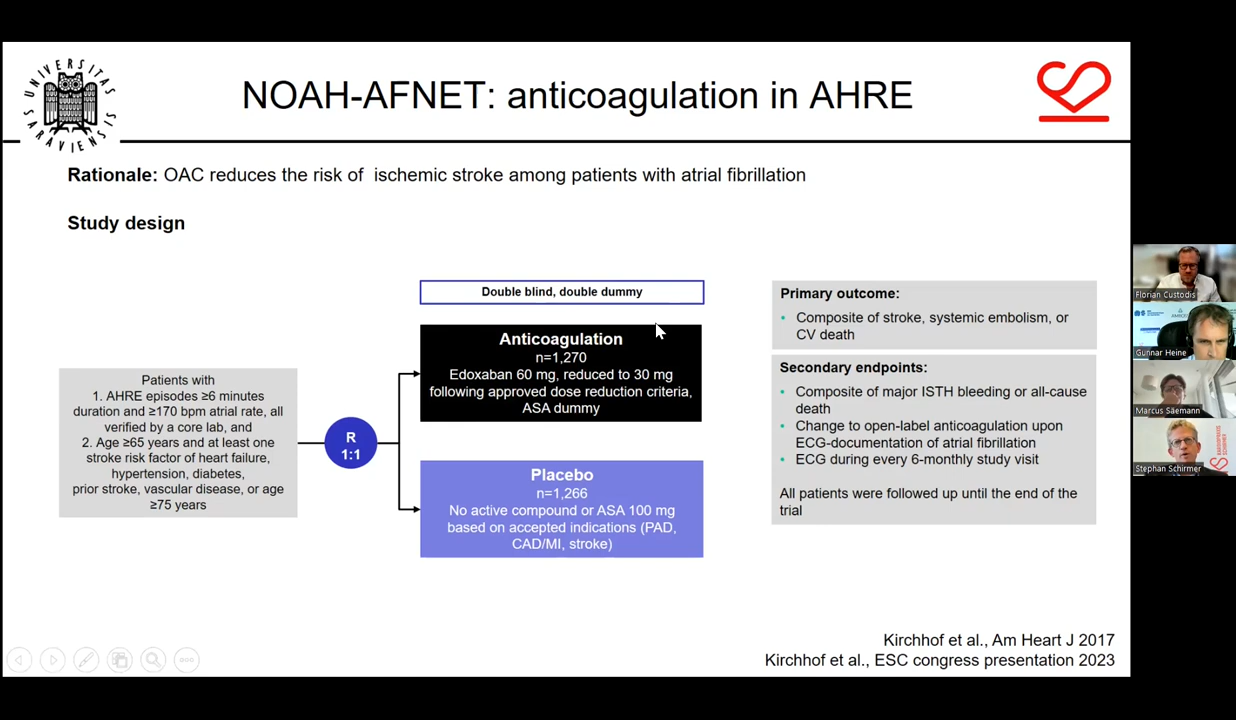 UNIVERSITAS
SARAVIENSIS
NOAH-AFNET: anticoagulation in AHRE
Rationale: OAC reduces the risk of ischemic stroke among patients with atrial fibrillation
Study design
Patients with
1. AHRE episodes ≥6 minutes
duration and ≥170 bpm atrial rate, all
verified by a core lab, and
2. Age ≥65 years and at least one
stroke risk factor of heart failure,
hypertension, diabetes,
prior stroke, vascular disease, or age
≥75 years
R
1:1
Double blind, double dummy
Anticoagulation
n=1,270
Edoxaban 60 mg, reduced to 30 mg
following approved dose reduction criteria,
ASA dummy
Placebo
n=1,266
No active compound or ASA 100 mg
based on accepted indications (PAD,
CAD/MI, stroke)
Primary outcome:
• Composite of stroke, systemic embolism, or
CV death
Secondary endpoints:
• Composite of major ISTH bleeding or all-cause
death
• Change to open-label anticoagulation upon
ECG-documentation of atrial fibrillation
• ECG during every 6-monthly study visit
All patients were followed up until the end of the
trial
Kirchhof et al., Am Heart J 2017
Kirchhof et al., ESC congress presentation 2023
Florian Custodis
Gunnar Heine
Marcus Säemann
Stephan Schirmer